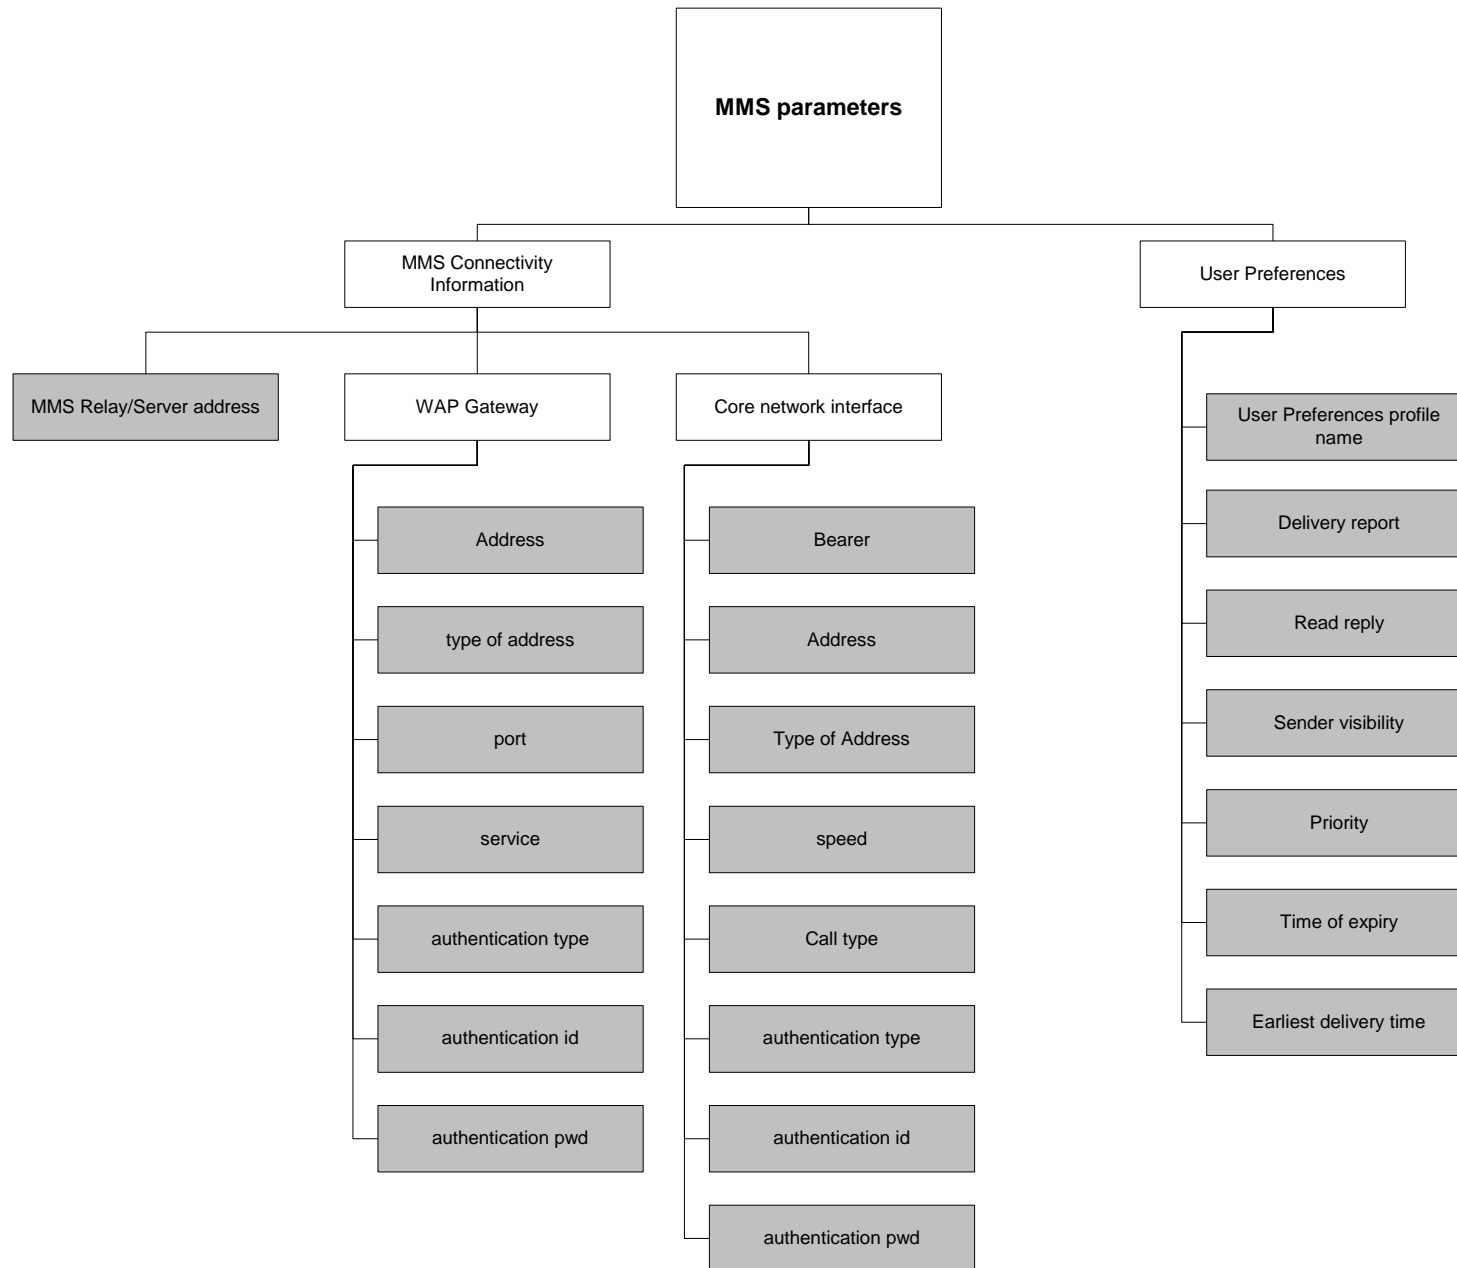 MMS parameters
MMS Connectivity
Information
User Preferences
MMS Relay/Server address
WAP Gateway
Core network interface
Address
type of address
port
service
authentication type
authentication id
authentication pwd
Bearer
Address
Type of Address
speed
Call type
authentication type
authentication id
authentication pwd
User Preferences profile
name
Delivery report
Read reply
Sender visibility
Priority
Time of expiry
Earliest delivery time